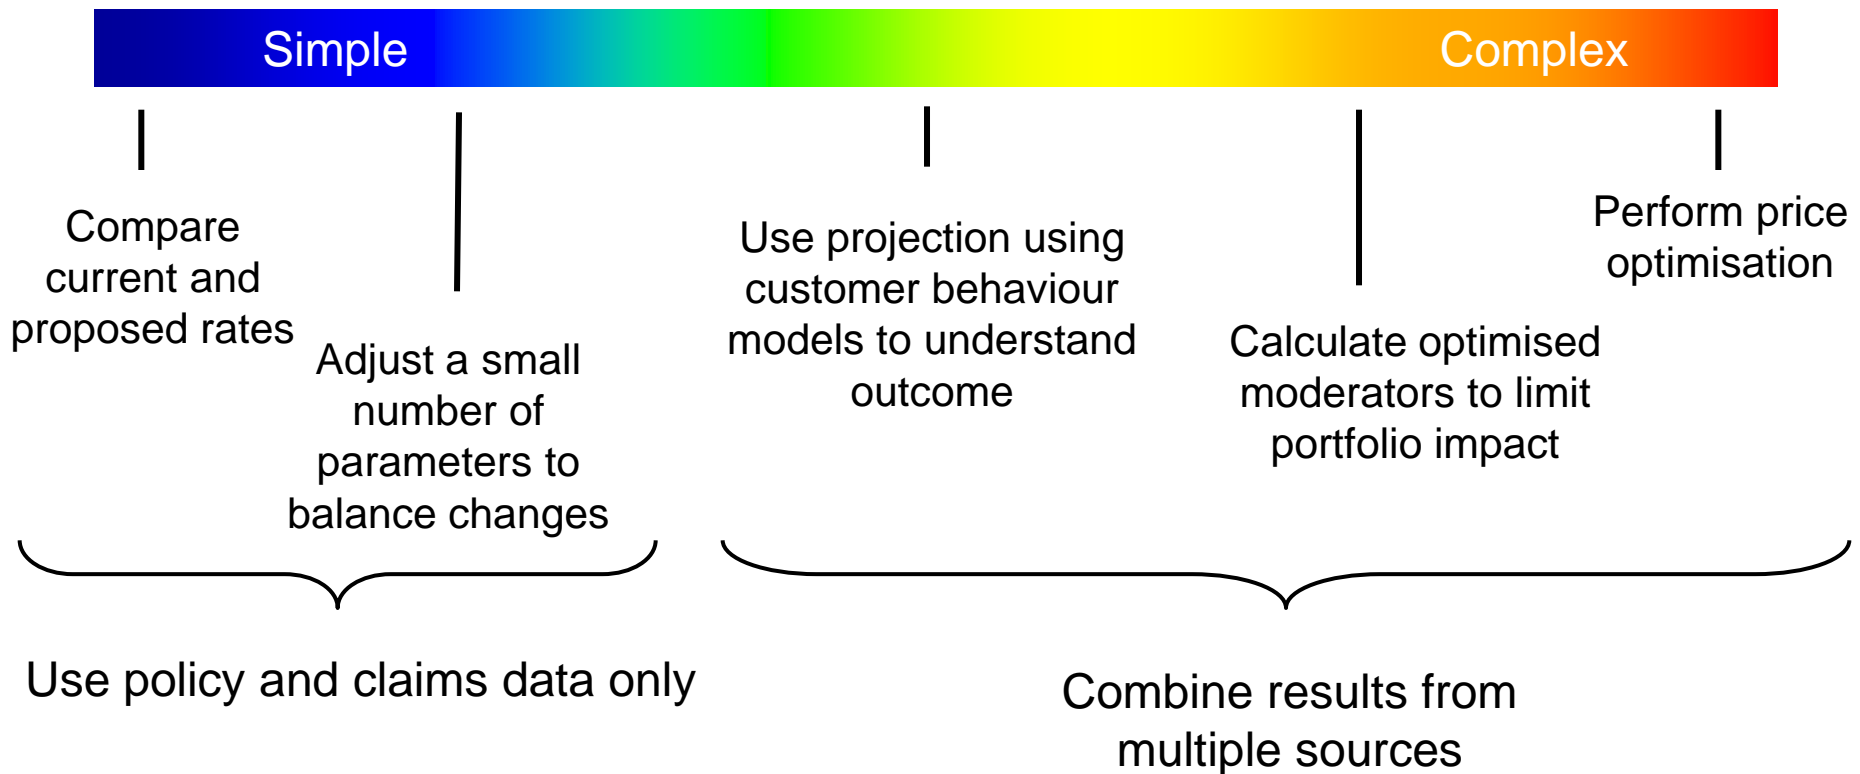 Simple
Complex
Compare
current and
proposed rates
Adjust a small
number of
parameters to
balance changes
Use projection using
customer behaviour
models to understand
outcome
Calculate optimised
moderators to limit
portfolio impact
Perform price
optimisation
Use policy and claims data only
Combine results from
multiple sources